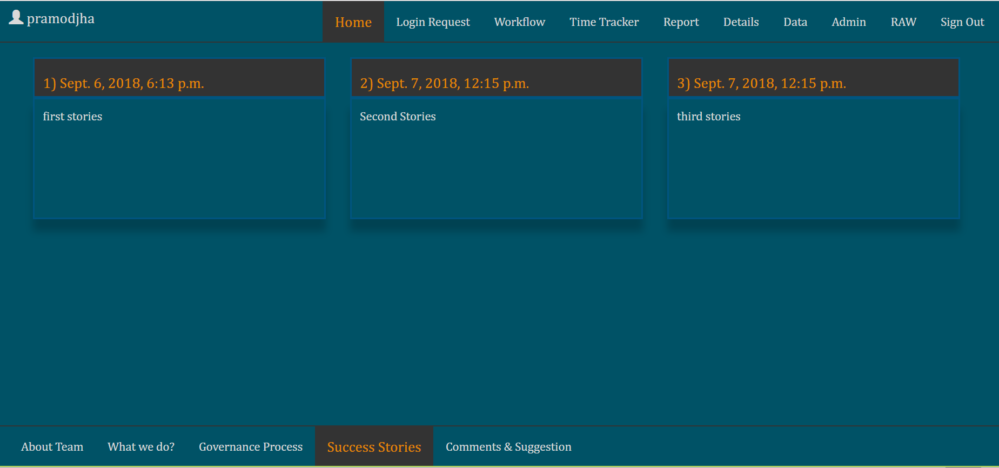 pramodjha
Home Login Request Workflow Time Tracker Report Details Data Admin RAW Sign Out
1) Sept. 6, 2018, 6:13 p.m.
first stories
2) Sept. 7, 2018, 12:15 p.m.
Second Stories
3) Sept. 7, 2018, 12:15 p.m.
third stories
About Team What we do? Governance Process Success Stories Comments & Suggestion